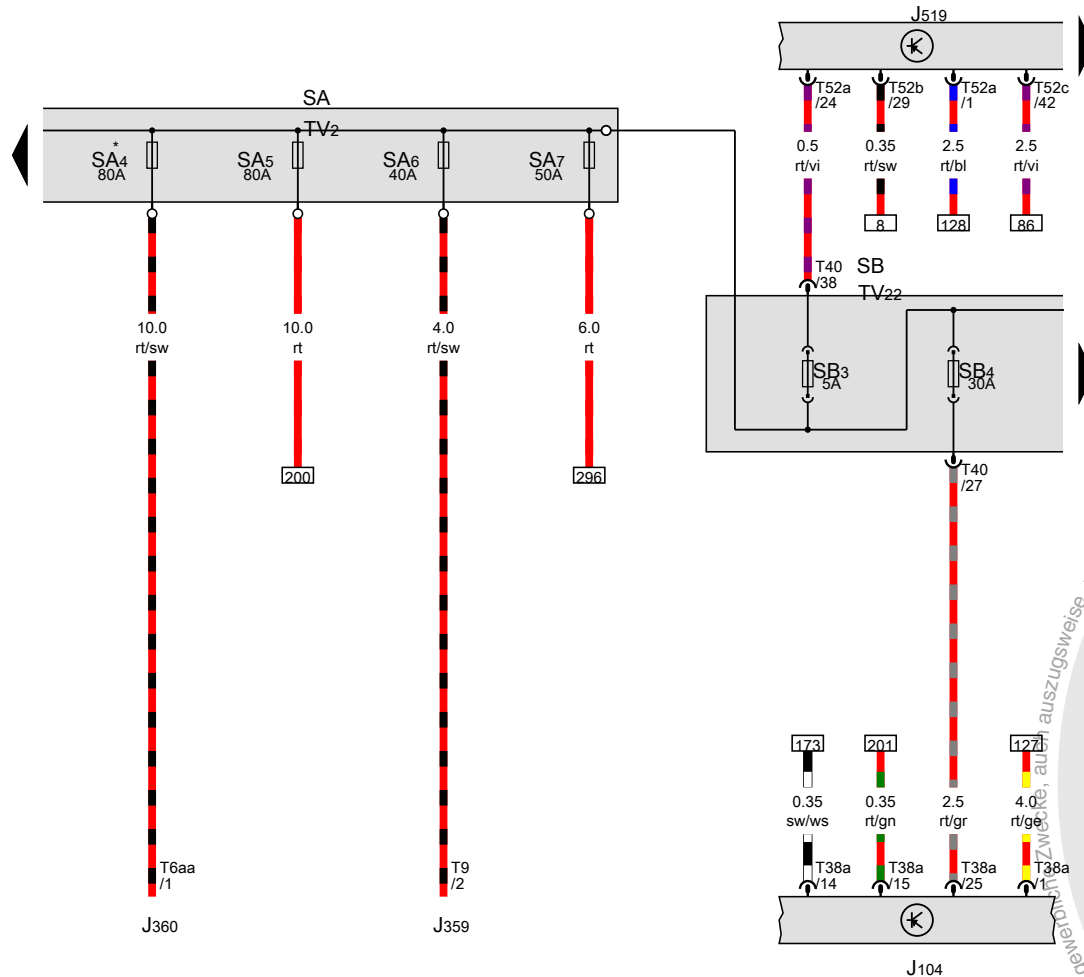 J519
T52a
/24
T52b
/29
T52a
/1
T52c
/42
0.5
rt/vi
0.35
rt/sw
2.5
rt/bl
2.5
rt/vi
8
128
86
SA
TV2
SA4
*
80A
SA5
80A
SA6
40A
SA7
50A
T40
/38
SB
TV22
SB3
5A
SB4
30A
10.0
rt/sw
10.0
rt
4.0
rt/sw
6.0
rt
200
296
T40
/27
173
201
127
0.35
sw/ws
0.35
rt/gn
2.5
rt/gr
4.0
rt/ge
T6aa
/1
T9
/2
T38a
/14
T38a
/15
T38a
/25
T38a
/1
J360
J359
J104
Zwecke, auch auszugsweise